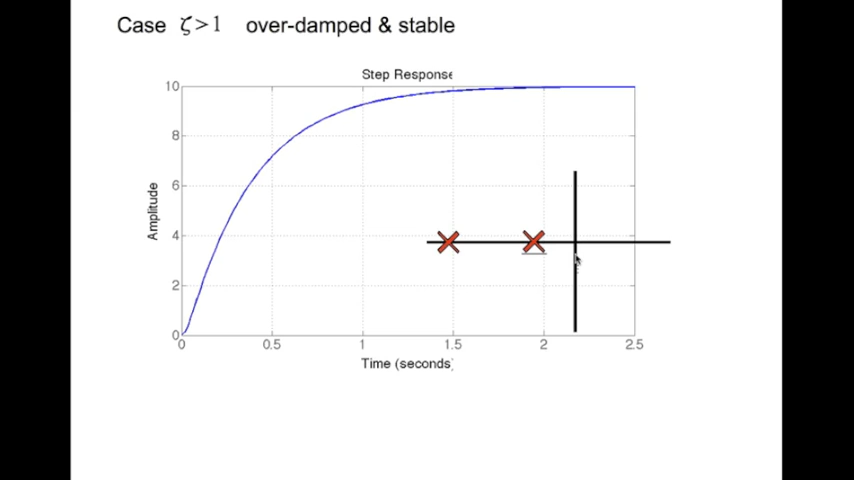 Case ζ>1 over-damped & stable
Step Response
10
8
6
4
2
0
Amplitude
0 0.5 1 1.5 2 2.5
Time (seconds)